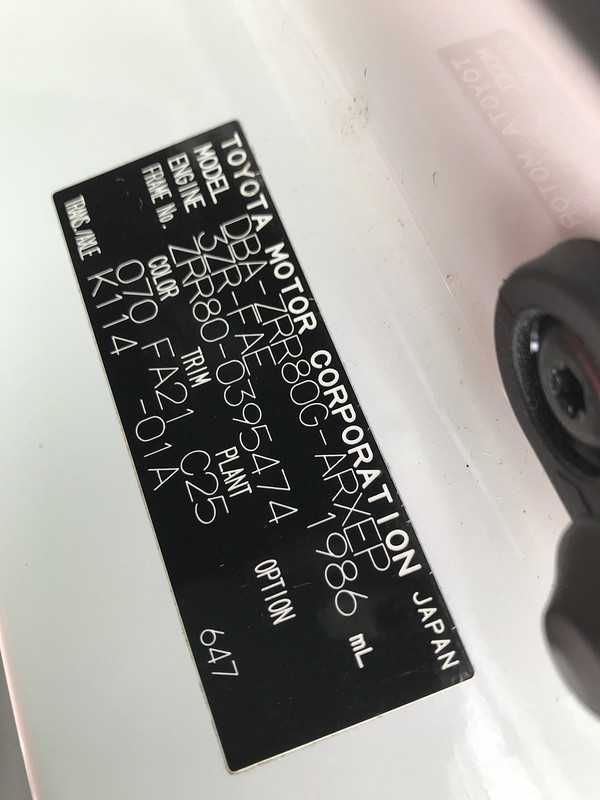 TOYOTA MOTOR CORPORATION JAPAN
MODEL DBA-ZRR80G-ARXEP
ENGINE 3ZR-FAE 1986 mL
FRAME No. ZRR80-0395474
COLOR TRIM PLANT OPTION
070 FA21 C25
TRANS./AXLE K114 -01A 647